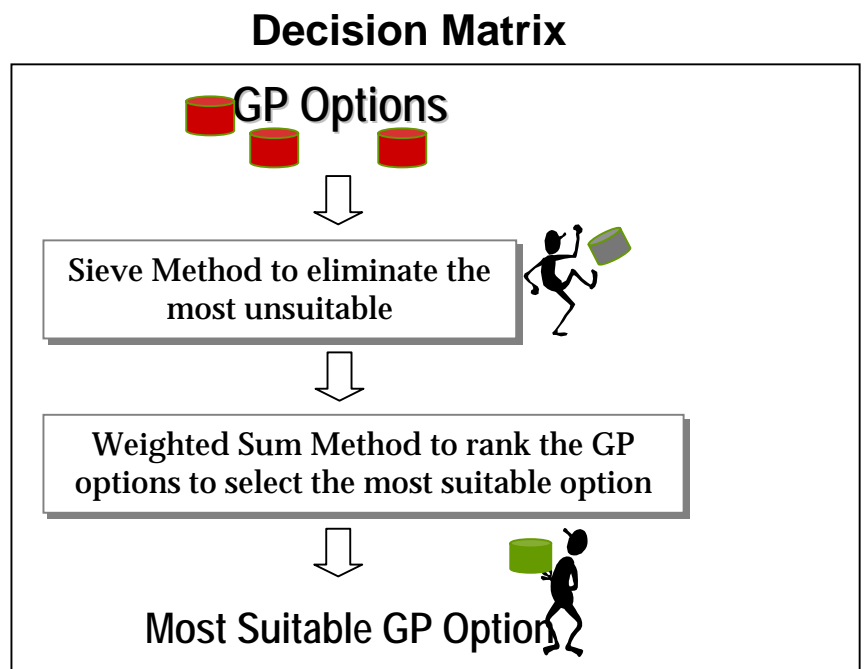 Decision Matrix
GP Options
Sieve Method to eliminate the
most unsuitable
Weighted Sum Method to rank the GP
options to select the most suitable option
Most Suitable GP Option